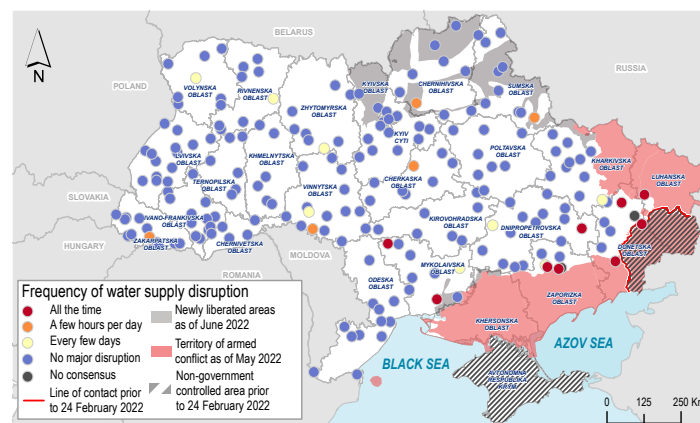 BELARUS
RUSSIA
POLAND
SLOVAKIA
HUNGARY
ROMANIA
MOLDOVA
N
VOLYNSKA
OBLAST
RIVNENSKA
OBLAST
ZHYTOMYRSKA
OBLAST
KYIVSKA
OBLAST
CHERNIHIVSKA
OBLAST
SUMSKA
OBLAST
KYIV
CYTI
LVIVSKA
OBLAST
TERNOPILSKA
OBLAST
KHMELNYTSKA
OBLAST
VINNYTSKA
OBLAST
CHERKASKA
OBLAST
POLTAVSKA
OBLAST
KHARKIVSKA
OBLAST
LUHANSKA
OBLAST
IVANO-FRANKIVSKA
OBLAST
ZAKARPATSKA
OBLAST
CHERNIVETSKA
OBLAST
KIROVOHRADSKA
OBLAST
DNIPROPETROVSKA
OBLAST
DONETSKA
OBLAST
ODESKA
OBLAST
MYKOLAIVSKA
OBLAST
ZAPORIZKA
OBLAST
KHERSONSKA
OBLAST
AVTONOMNA
RESPUBLIKA
KRYM
BLACK SEA
AZOV SEA
Frequency of water supply disruption
All the time
A few hours per day
Every few days
No major disruption
No consensus
Line of contact prior
to 24 February 2022
Newly liberated areas
as of June 2022
Territory of armed
conflict as of May 2022
Non-government
controlled area prior
to 24 February 2022
0 125 250 Km